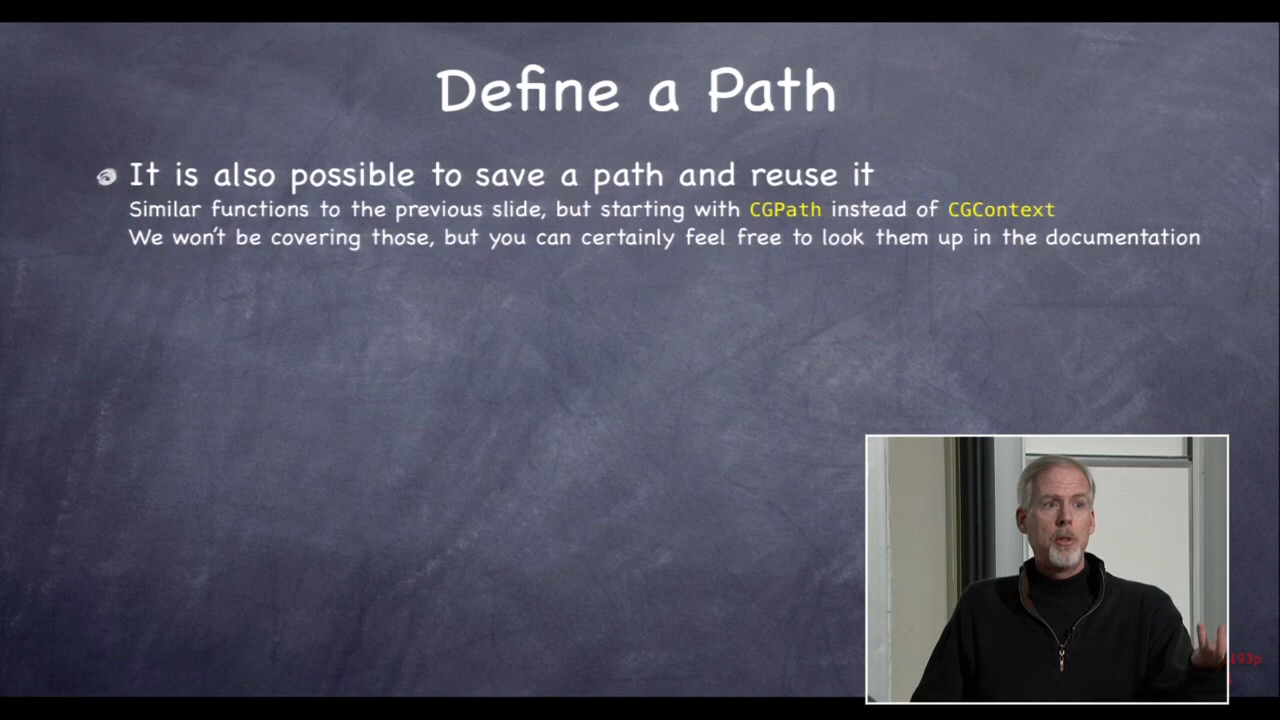 Define a Path
It is also possible to save a path and reuse it
Similar functions to the previous slide, but starting with CGPath instead of CGContext
We won't be covering those, but you can certainly feel free to look them up in the documentation
193p